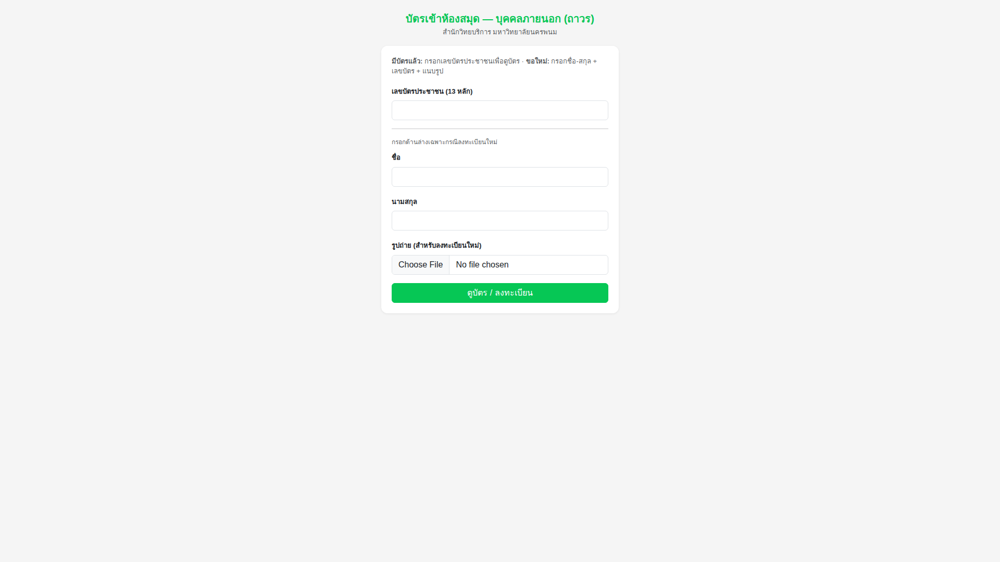 บัตรเข้าห้องสมุด — บุคคลภายนอก (ถาวร)
สำนักวิทยบริการ มหาวิทยาลัยนครพนม
มีบัตรแล้ว: กรอกเลขบัตรประชาชนเพื่อดูบัตร · ขอใหม่: กรอกชื่อ-สกุล +
เลขบัตร + แนบรูป
เลขบัตรประชาชน (13 หลัก)
กรอกด้านล่างเฉพาะกรณีลงทะเบียนใหม่
ชื่อ
นามสกุล
รูปถ่าย (สำหรับลงทะเบียนใหม่)
Choose File No file chosen
ดูบัตร / ลงทะเบียน